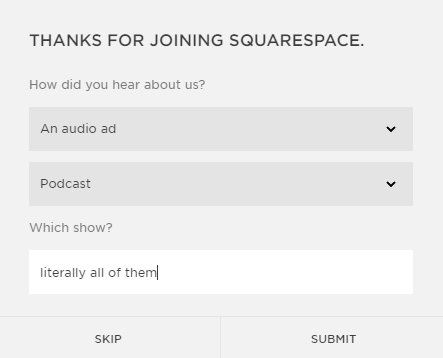 THANKS FOR JOINING SQUARESPACE.
How did you hear about us?
An audio ad
Podcast
Which show?
literally all of them
SKIP SUBMIT